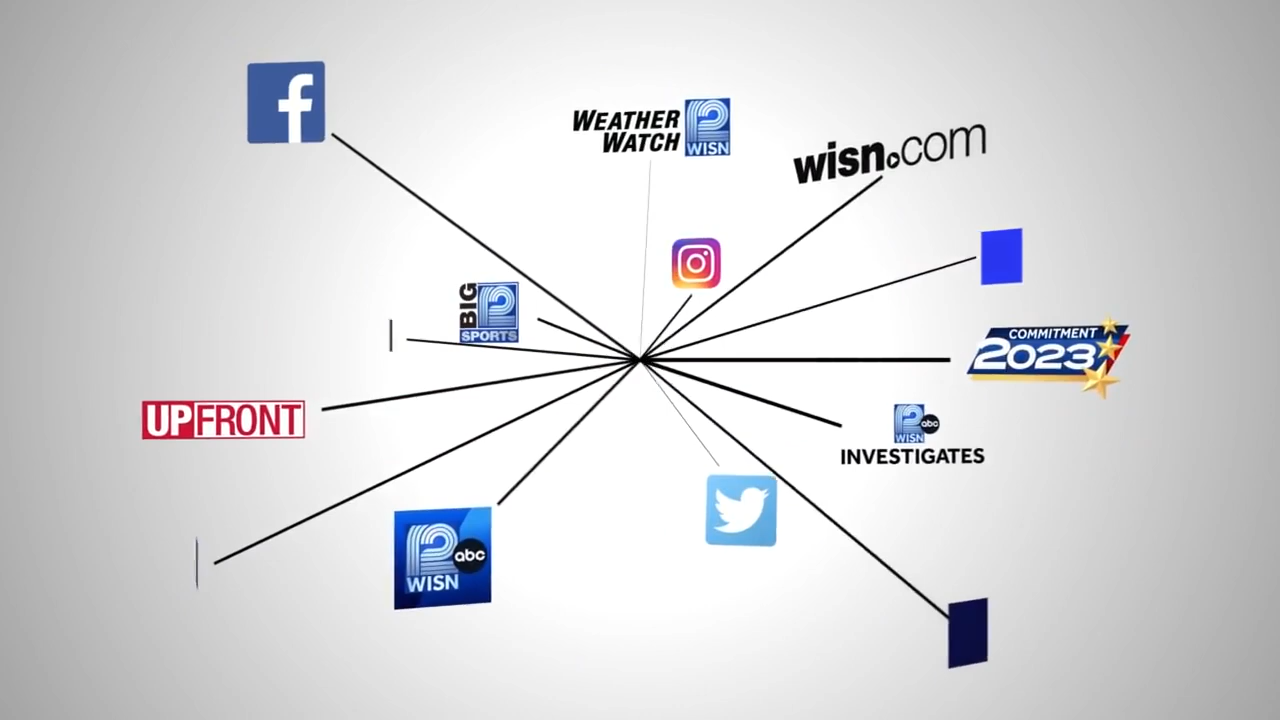 f
WEATHER
WATCH
12
WISN
wisn.com
BIG
12
SPORTS
COMMITMENT
2023
UPFRONT
12
WISN
abc
INVESTIGATES
12
WISN
abc